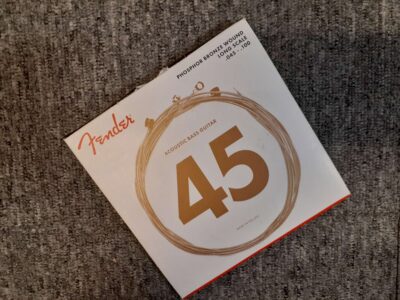 Fender
PHOSPHOR BRONZE WOUND
LONG SCALE
.045 - .100
ACOUSTIC BASS GUITAR
45